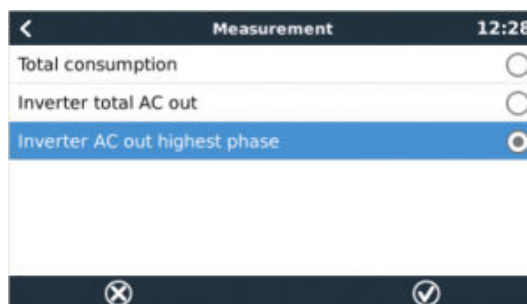 Measurement 12:28
Total consumption
Inverter total AC out
Inverter AC out highest phase